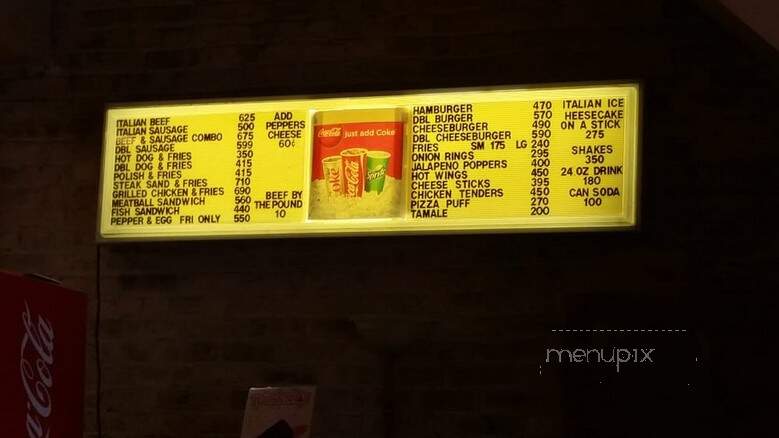 ITALIAN BEEF 625
ITALIAN SAUSAGE 500
BEEF & SAUSAGE COMBO 675
DBL SAUSAGE 599
HOT DOG & FRIES 350
DBL DOG & FRIES 415
POLISH & FRIES 415
STEAK SAND & FRIES 710
GRILLED CHICKEN & FRIES 690
MEATBALL SANDWICH 560
FISH SANDWICH 440
PEPPER & EGG FRI ONLY 550
ADD
PEPPERS
CHEESE
60¢
BEEF BY
THE POUND
10
Coca-Cola just add Coke
Coke
Coca-Cola
Sprite
HAMBURGER 470
DBL BURGER 570
CHEESEBURGER 490
DBL CHEESEBURGER 590
FRIES SM 175 LG 240
ONION RINGS 295
JALAPENO POPPERS 400
HOT WINGS 450
CHEESE STICKS 395
CHICKEN TENDERS 450
PIZZA PUFF 270
TAMALE 200
ITALIAN ICE
HEESECAKE
ON A STICK
275
SHAKES
350
24 OZ DRINK
180
CAN SODA
100
Coca-Cola
menupix